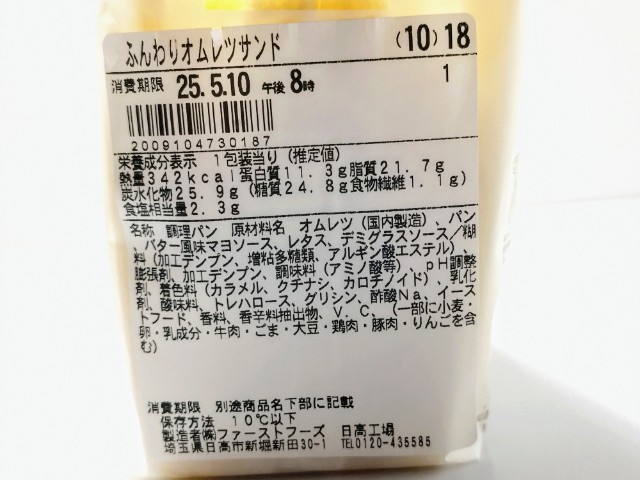 ふんわりオムレツサンド (10)18
消費期限 25.5.10 午後8時 1
2009104730187
栄養成分表示 1包装当り(推定値)
熱量342kcal蛋白質11.3g脂質21.7g
炭水化物25.9g(糖質24.8g食物繊維1.1g)
食塩相当量2.3g
名称 調理パン 原材料名 オムレツ(国内製造)、パン
、バター風味マヨソース、レタス、デミグラスソース/糊
料(加工デンプン、増粘多糖類、アルギン酸エステル)、
膨張剤、加工デンプン、調味料(アミノ酸等)、pH調整
剤、着色料(カラメル、クチナシ、カロチノイド)、乳化
剤、酸味料、トレハロース、グリシン、酢酸Na、イース
トフード、香料、香辛料抽出物、V.C、(一部に小麦・
卵・乳成分・牛肉・ごま・大豆・鶏肉・豚肉・りんごを含
む)
消費期限 別途商品名下部に記載
保存方法 10℃以下
製造者㈱ファーストフーズ 日高工場
埼玉県日高市新堀新田30-1 TEL0120-435585